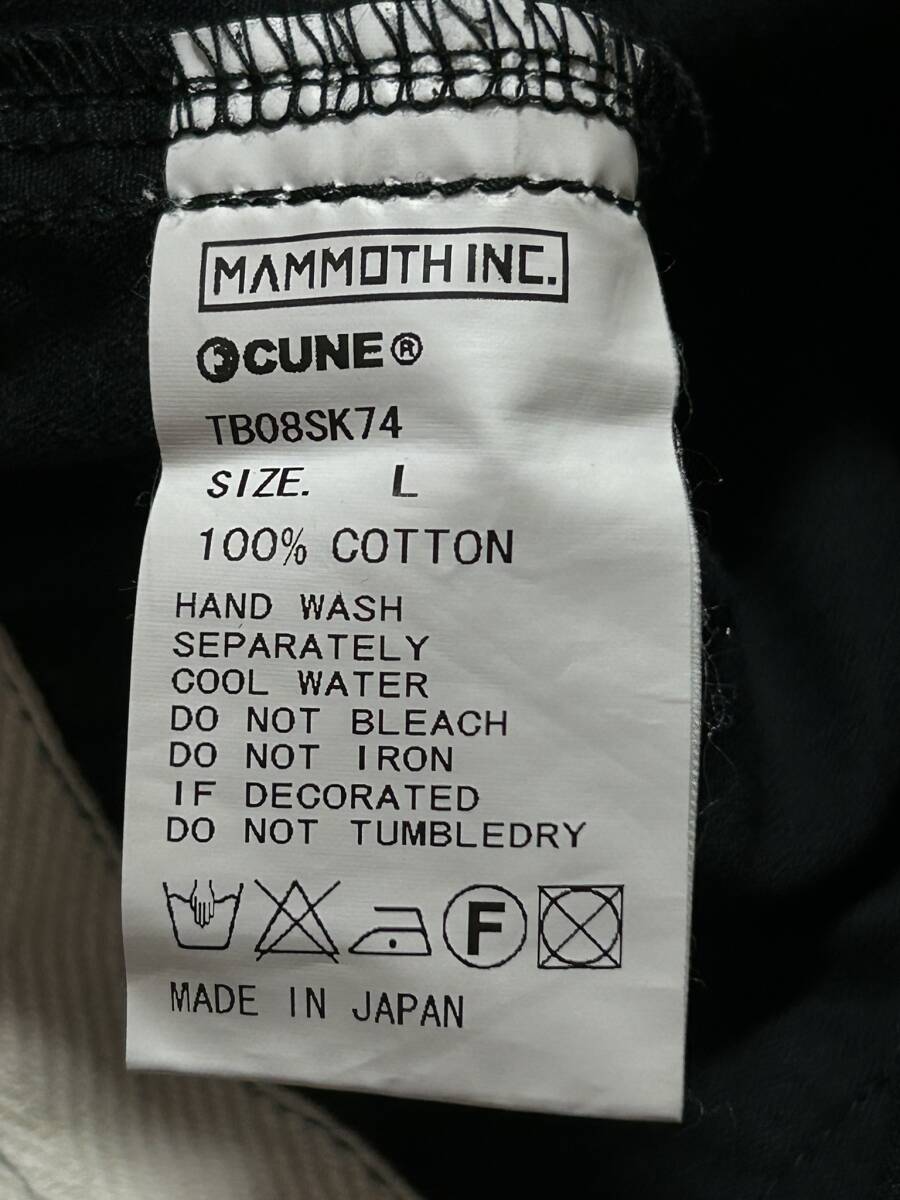 MAMMOTH INC.
CUNE®
TB08SK74
SIZE. L
100% COTTON
HAND WASH
SEPARATELY
COOL WATER
DO NOT BLEACH
DO NOT IRON
IF DECORATED
DO NOT TUMBLEDRY
F
MADE IN JAPAN